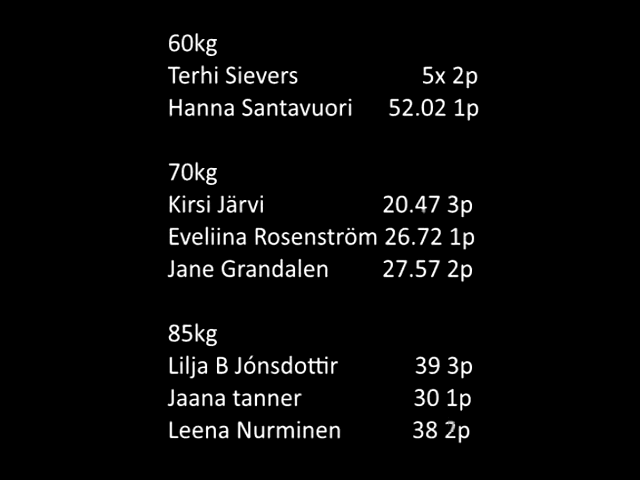 60kg
Terhi Sievers 5x 2p
Hanna Santavuori 52.02 1p
70kg
Kirsi Järvi 20.47 3p
Eveliina Rosenström 26.72 1p
Jane Grandalen 27.57 2p
85kg
Lilja B Jónsdottir 39 3p
Jaana tanner 30 1p
Leena Nurminen 38 2p